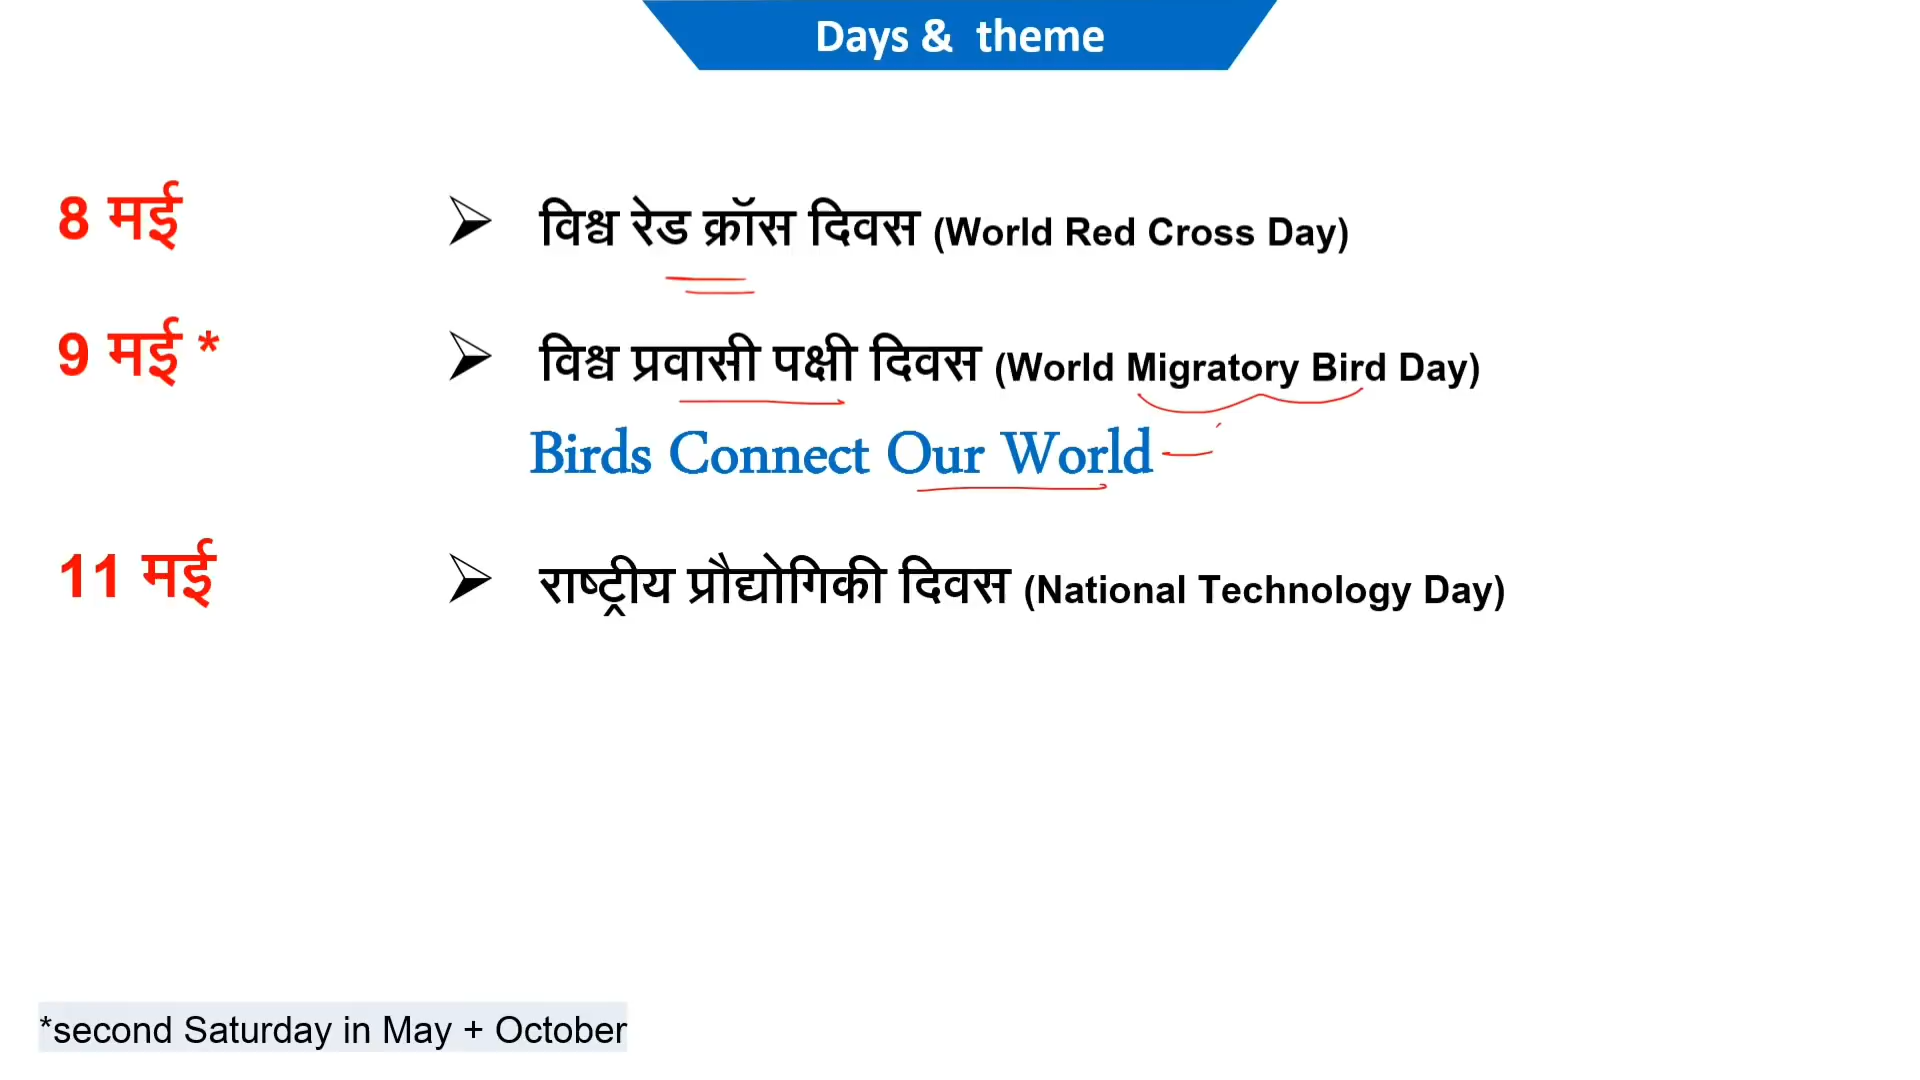 Days & theme
8 मई ➢ विश्व रेड क्रॉस दिवस (World Red Cross Day)
9 मई * ➢ विश्व प्रवासी पक्षी दिवस (World Migratory Bird Day)
Birds Connect Our World
11 मई ➢ राष्ट्रीय प्रौद्योगिकी दिवस (National Technology Day)
*second Saturday in May + October